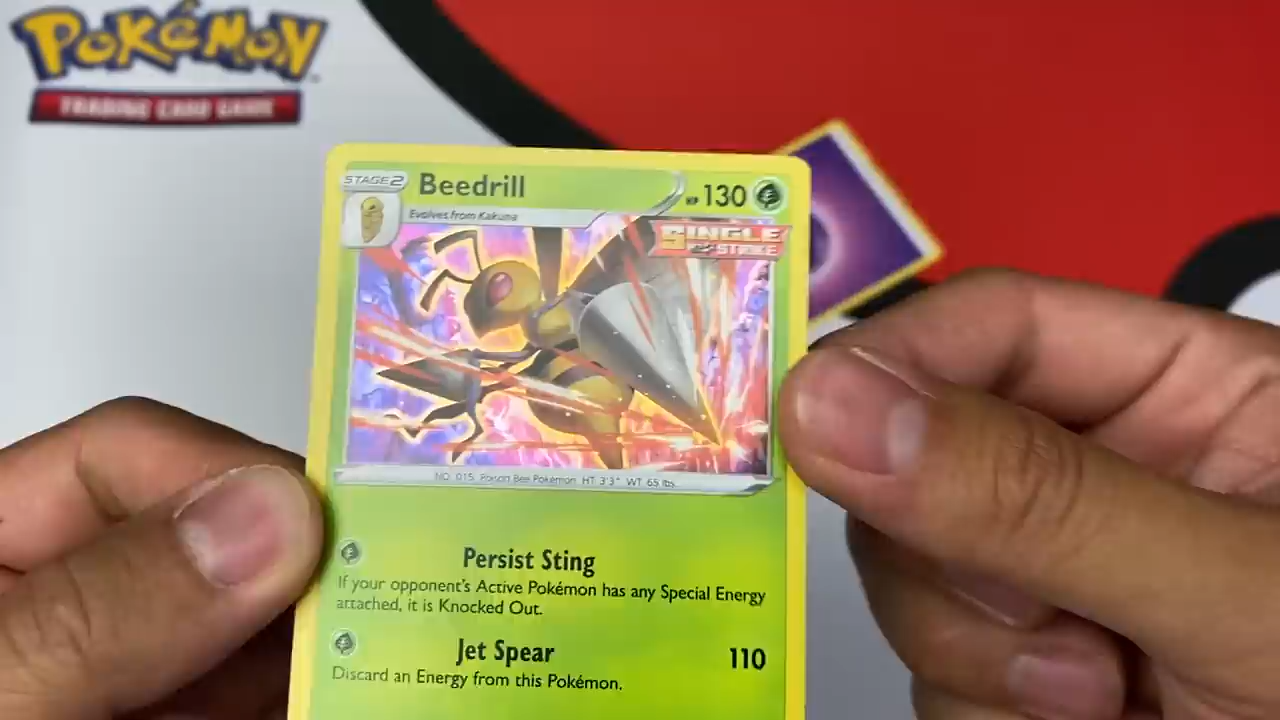 POKéMON
TRADING CARD GAME
STAGE 2
Beedrill
HP 130
Evolves from Kakuna
SINGLE
STRIKE
NO. 015 Poison Bee Pokémon HT 3'3" WT 65 lbs.
Persist Sting
If your opponent's Active Pokémon has any Special Energy
attached, it is Knocked Out.
Jet Spear 110
Discard an Energy from this Pokémon.